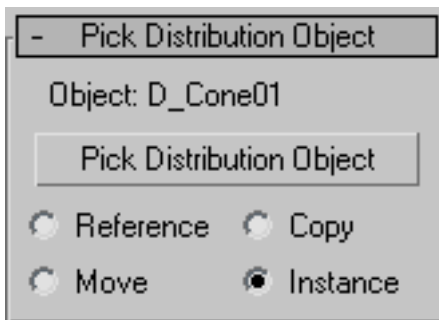 - Pick Distribution Object
Object: D_Cone01
Pick Distribution Object
Reference Copy
Move Instance